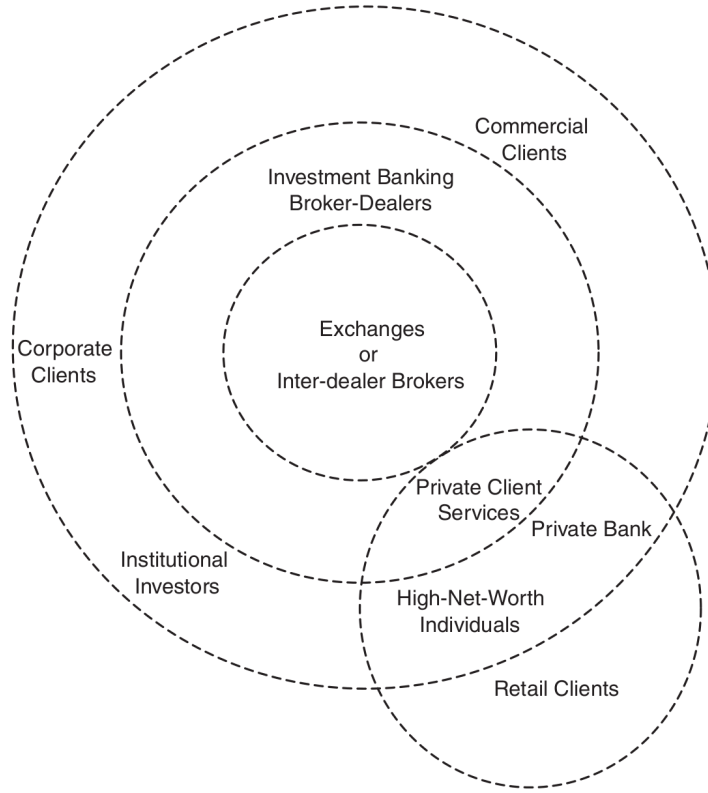 Commercial
Clients
Investment Banking
Broker-Dealers
Exchanges
or
Inter-dealer Brokers
Corporate
Clients
Private Client
Services
Private Bank
Institutional
Investors
High-Net-Worth
Individuals
Retail Clients